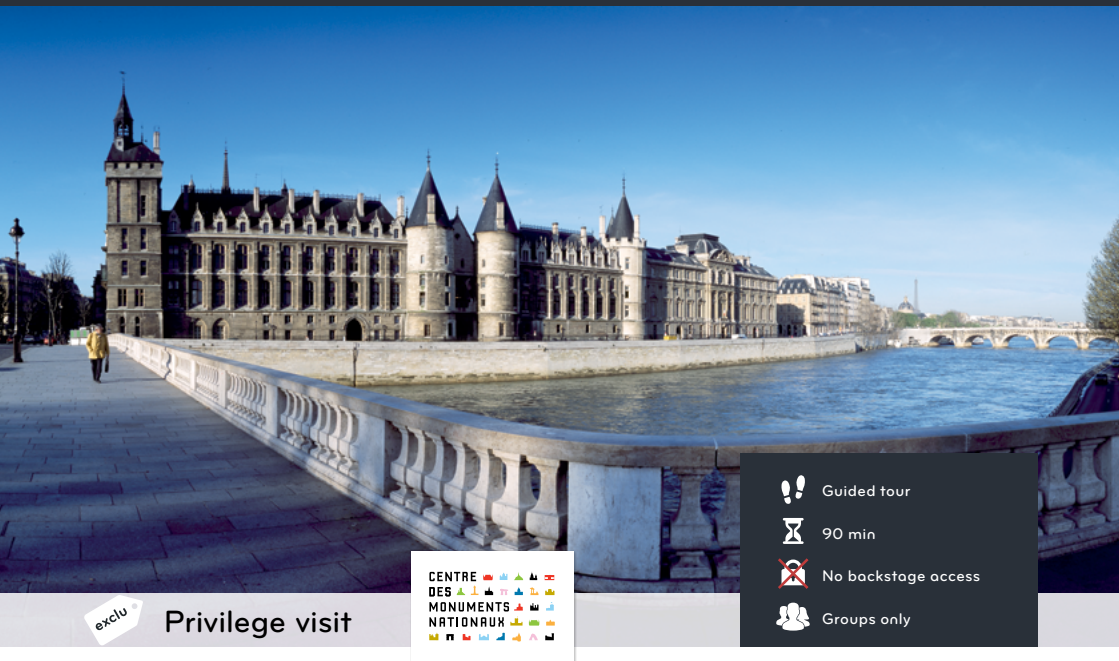 Guided tour
90 min
No backstage access
Groups only
exclu
Privilege visit
CENTRE
DES
MONUMENTS
NATIONAUX